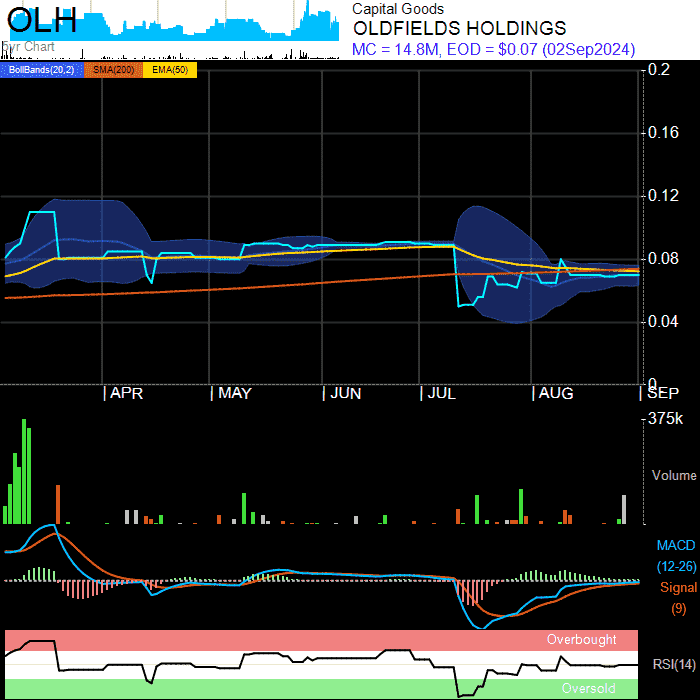 OLH
5yr Chart
Capital Goods
OLDFIELDS HOLDINGS
MC = 14.8M, EOD = $0.07 (02Sep2024)
BollBands(20,2) SMA(200) EMA(50)
0.2
0.16
0.12
0.08
0.04
0
APR MAY JUN JUL AUG SEP
375k
Volume
MACD
(12-26)
Signal
(9)
Overbought
RSI(14)
Oversold